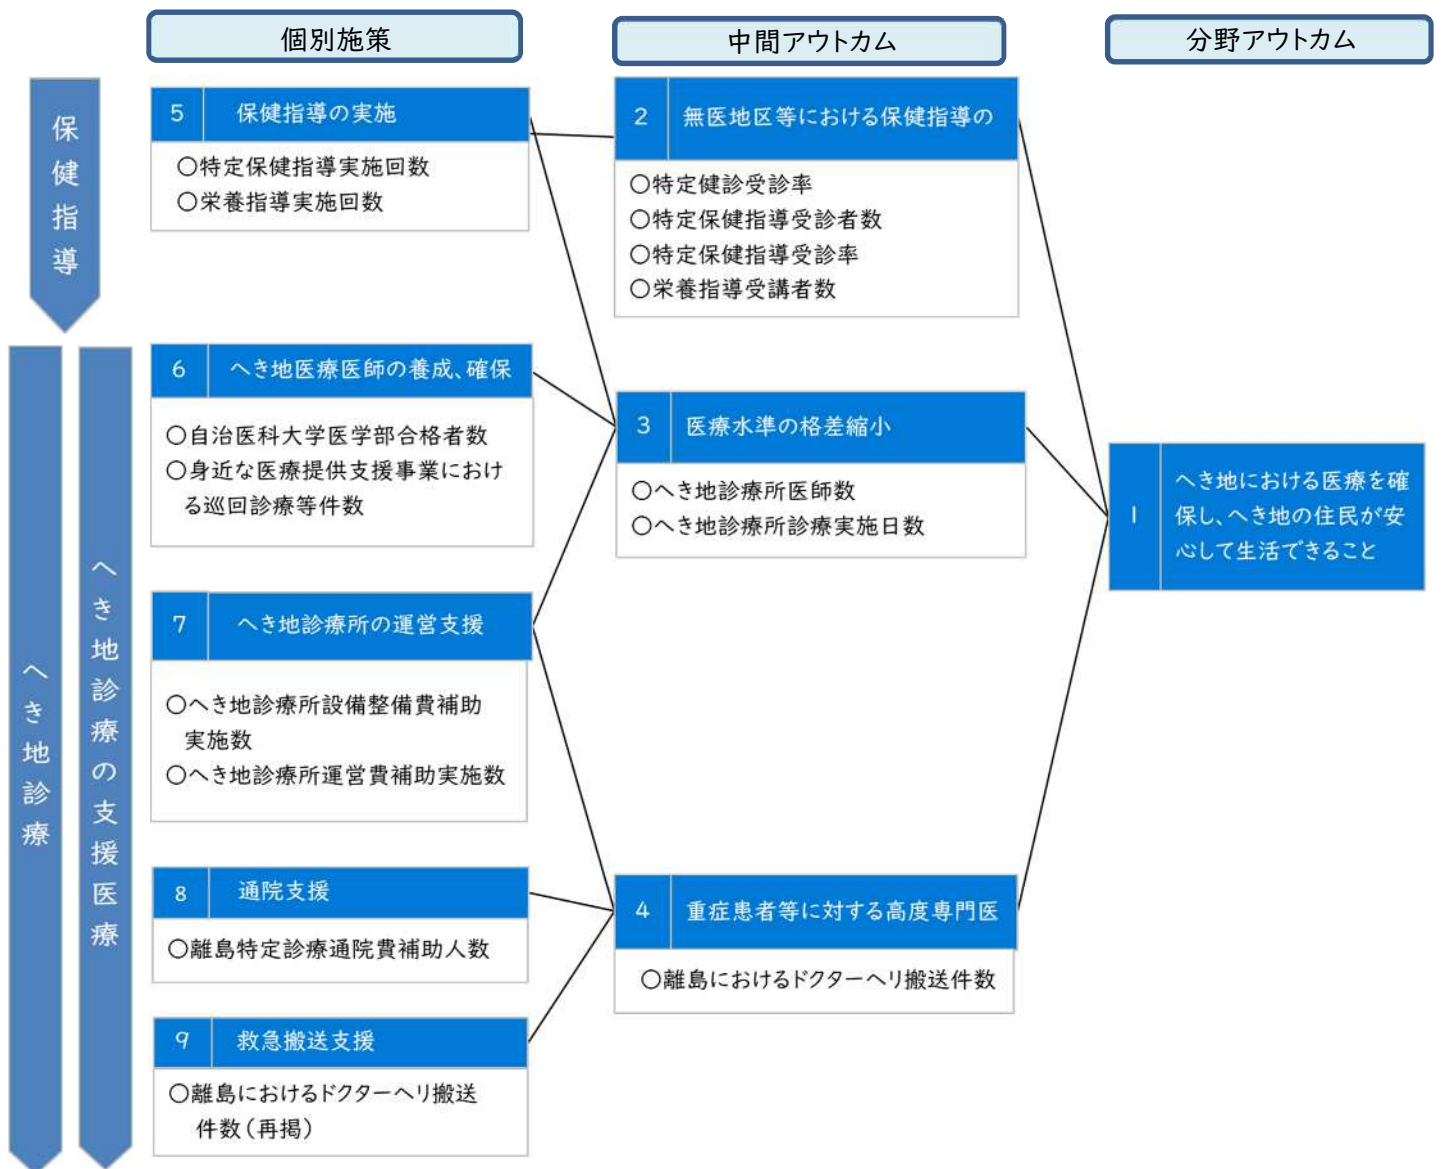 個別施策
中間アウトカム
分野アウトカム
保健指導
5 保健指導の実施
○特定保健指導実施回数
○栄養指導実施回数
2 無医地区等における保健指導の
○特定健診受診率
○特定保健指導受診者数
○特定保健指導受診率
○栄養指導受講者数
へき地診療
へき地診療の支援医療
6 へき地医療医師の養成、確保
○自治医科大学医学部合格者数
○身近な医療提供支援事業におけ
る巡回診療等件数
3 医療水準の格差縮小
○へき地診療所医師数
○へき地診療所診療実施日数
1
へき地における医療を確
保し、へき地の住民が安
心して生活できること
7 へき地診療所の運営支援
○へき地診療所設備整備費補助
実施数
○へき地診療所運営費補助実施数
8 通院支援
○離島特定診療通院費補助人数
4 重症患者等に対する高度専門医
○離島におけるドクターヘリ搬送件数
9 救急搬送支援
○離島におけるドクターヘリ搬送
件数(再掲)